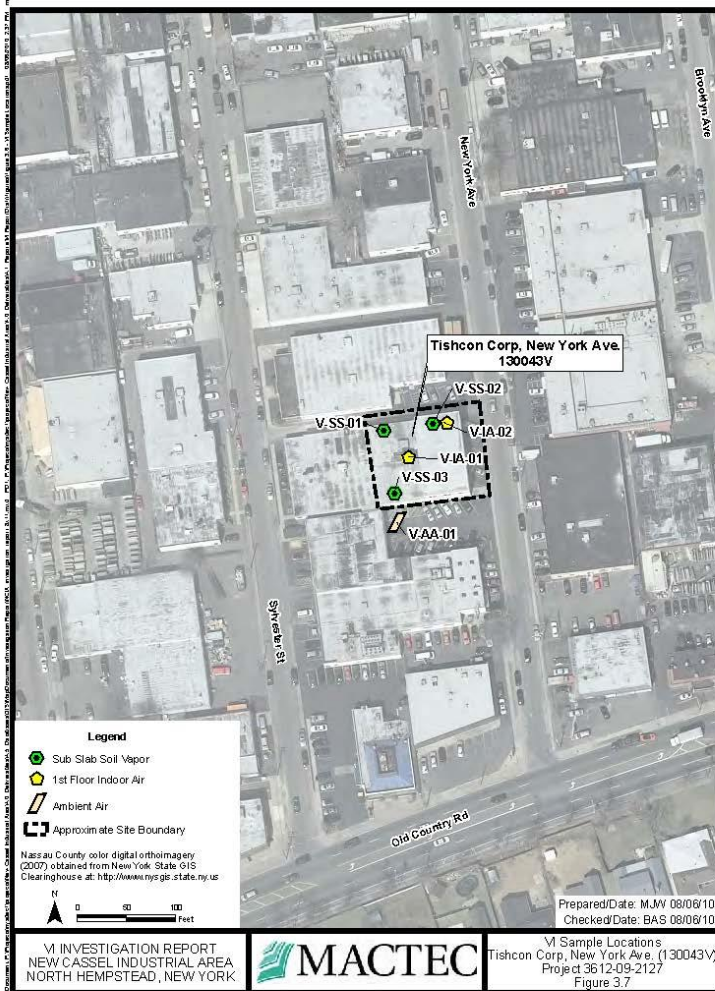 Brooklyn Ave
New York Ave
Tishcon Corp, New York Ave.
130043V
V-SS-02
V-SS-01
V-IA-02
V-IA-01
V-SS-03
V-AA-01
Sylvester St
Old Country Rd
Legend
Sub Slab Soil Vapor
1st Floor Indoor Air
Ambient Air
Approximate Site Boundary
Nassau County color digital orthoimagery
(2007) obtained from New York State GIS
Clearinghouse at: http://www.nysgis.state.ny.us
N
0 50 100
Feet
Prepared/Date: MJW 08/06/10
Checked/Date: BAS 08/06/10
VI INVESTIGATION REPORT
NEW CASSEL INDUSTRIAL AREA
NORTH HEMPSTEAD, NEW YORK
MACTEC
VI Sample Locations
Tishcon Corp, New York Ave. (130043V)
Project 3612-09-2127
Figure 3.7